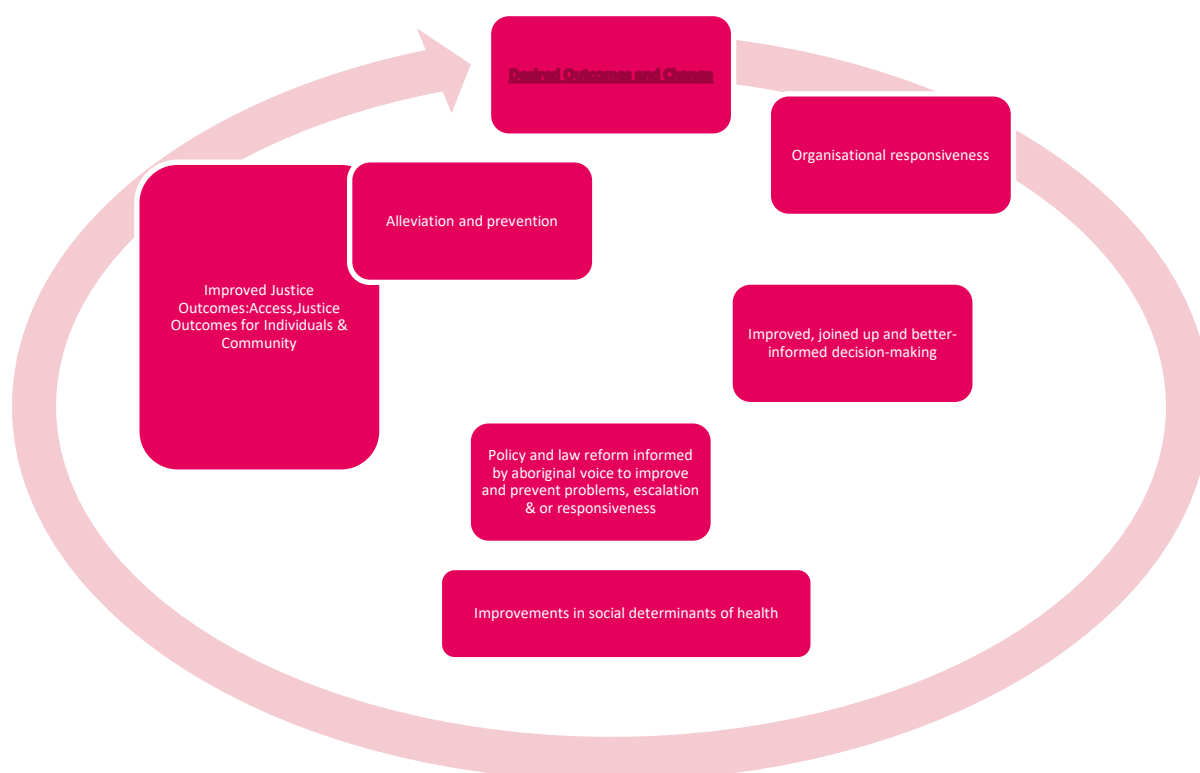 Desired Outcomes and Change
Organisational responsiveness
Alleviation and prevention
Improved Justice
Outcomes:Access,Justice
Outcomes for Individuals &
Community
Improved, joined up and better-
informed decision-making
Policy and law reform informed
by aboriginal voice to improve
and prevent problems, escalation
& or responsiveness
Improvements in social determinants of health